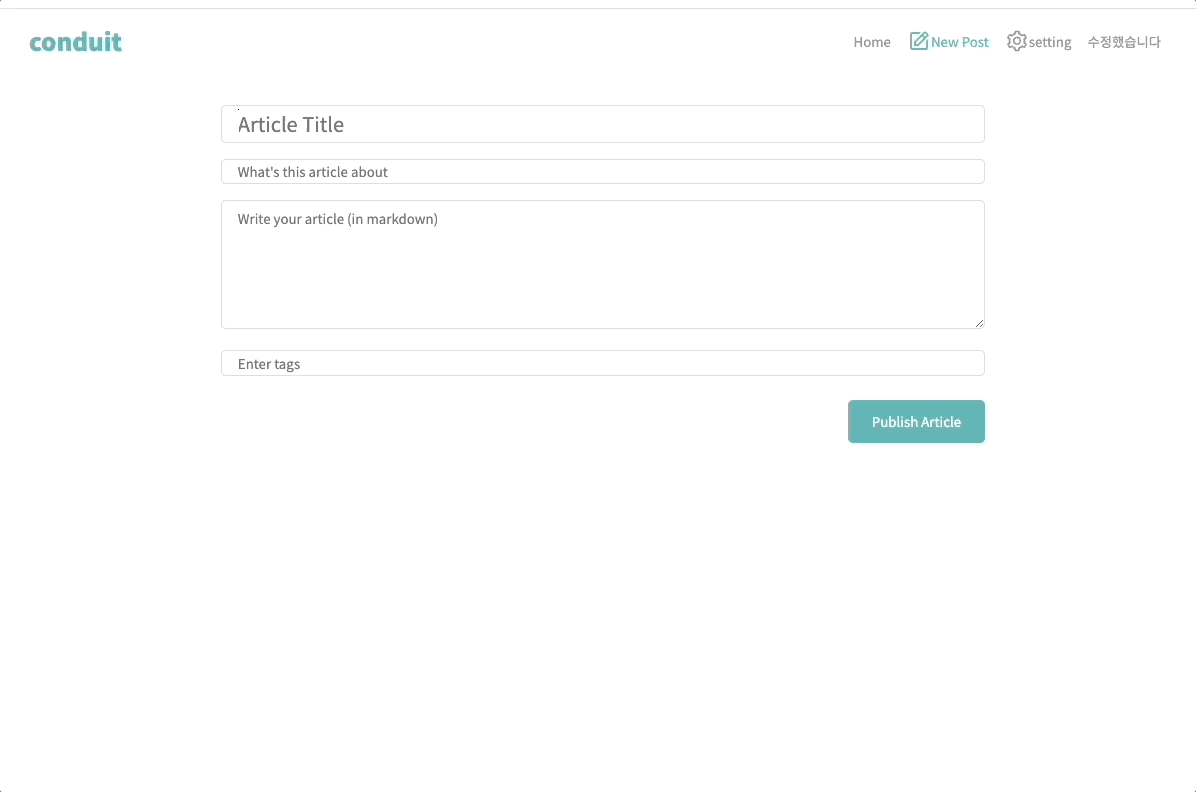 conduit
Home New Post setting 수정했습니다
Article Title
What's this article about
Write your article (in markdown)
Enter tags
Publish Article